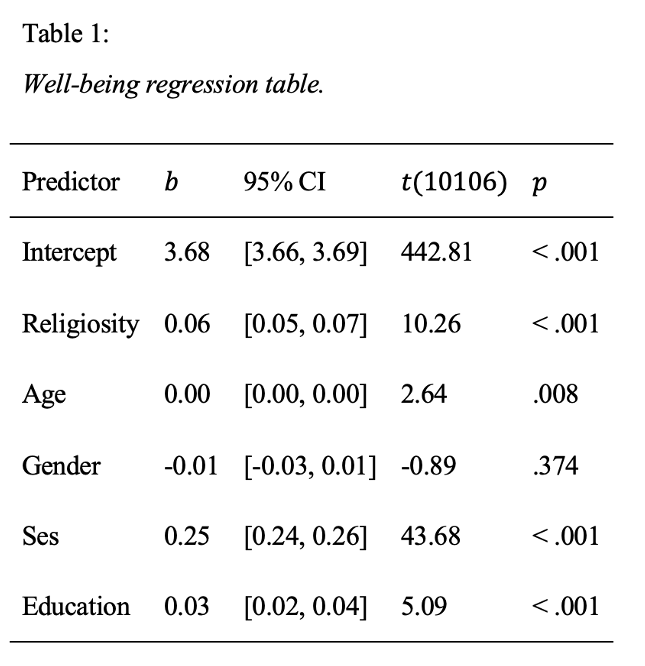 Table 1:
Well-being regression table.
Predictor b 95% CI t(10106) p
Intercept 3.68 [3.66, 3.69] 442.81 < .001
Religiosity 0.06 [0.05, 0.07] 10.26 < .001
Age 0.00 [0.00, 0.00] 2.64 .008
Gender -0.01 [-0.03, 0.01] -0.89 .374
Ses 0.25 [0.24, 0.26] 43.68 < .001
Education 0.03 [0.02, 0.04] 5.09 < .001